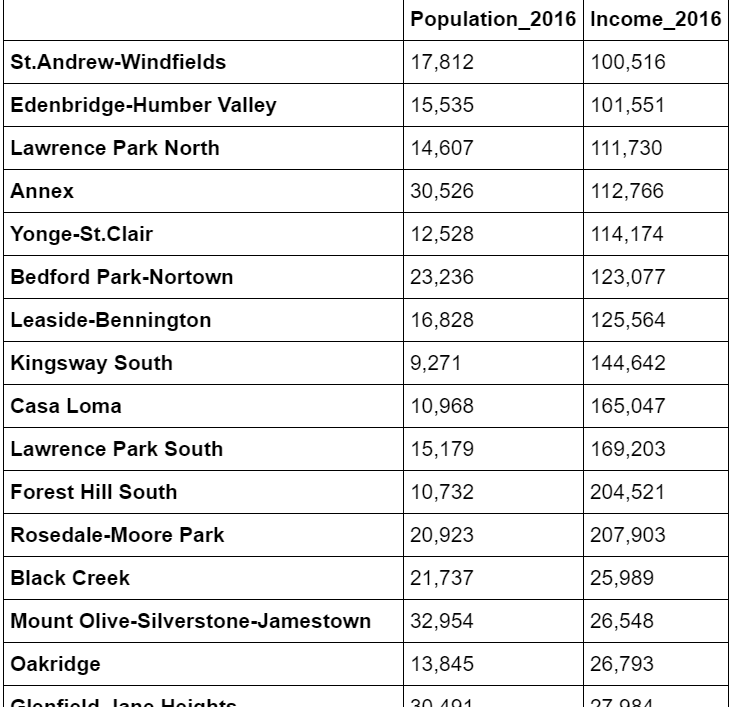 Population_2016 Income_2016
St.Andrew-Windfields 17,812 100,516
Edenbridge-Humber Valley 15,535 101,551
Lawrence Park North 14,607 111,730
Annex 30,526 112,766
Yonge-St.Clair 12,528 114,174
Bedford Park-Nortown 23,236 123,077
Leaside-Bennington 16,828 125,564
Kingsway South 9,271 144,642
Casa Loma 10,968 165,047
Lawrence Park South 15,179 169,203
Forest Hill South 10,732 204,521
Rosedale-Moore Park 20,923 207,903
Black Creek 21,737 25,989
Mount Olive-Silverstone-Jamestown 32,954 26,548
Oakridge 13,845 26,793
Glenfield-Jane Heights 30,491 27,984